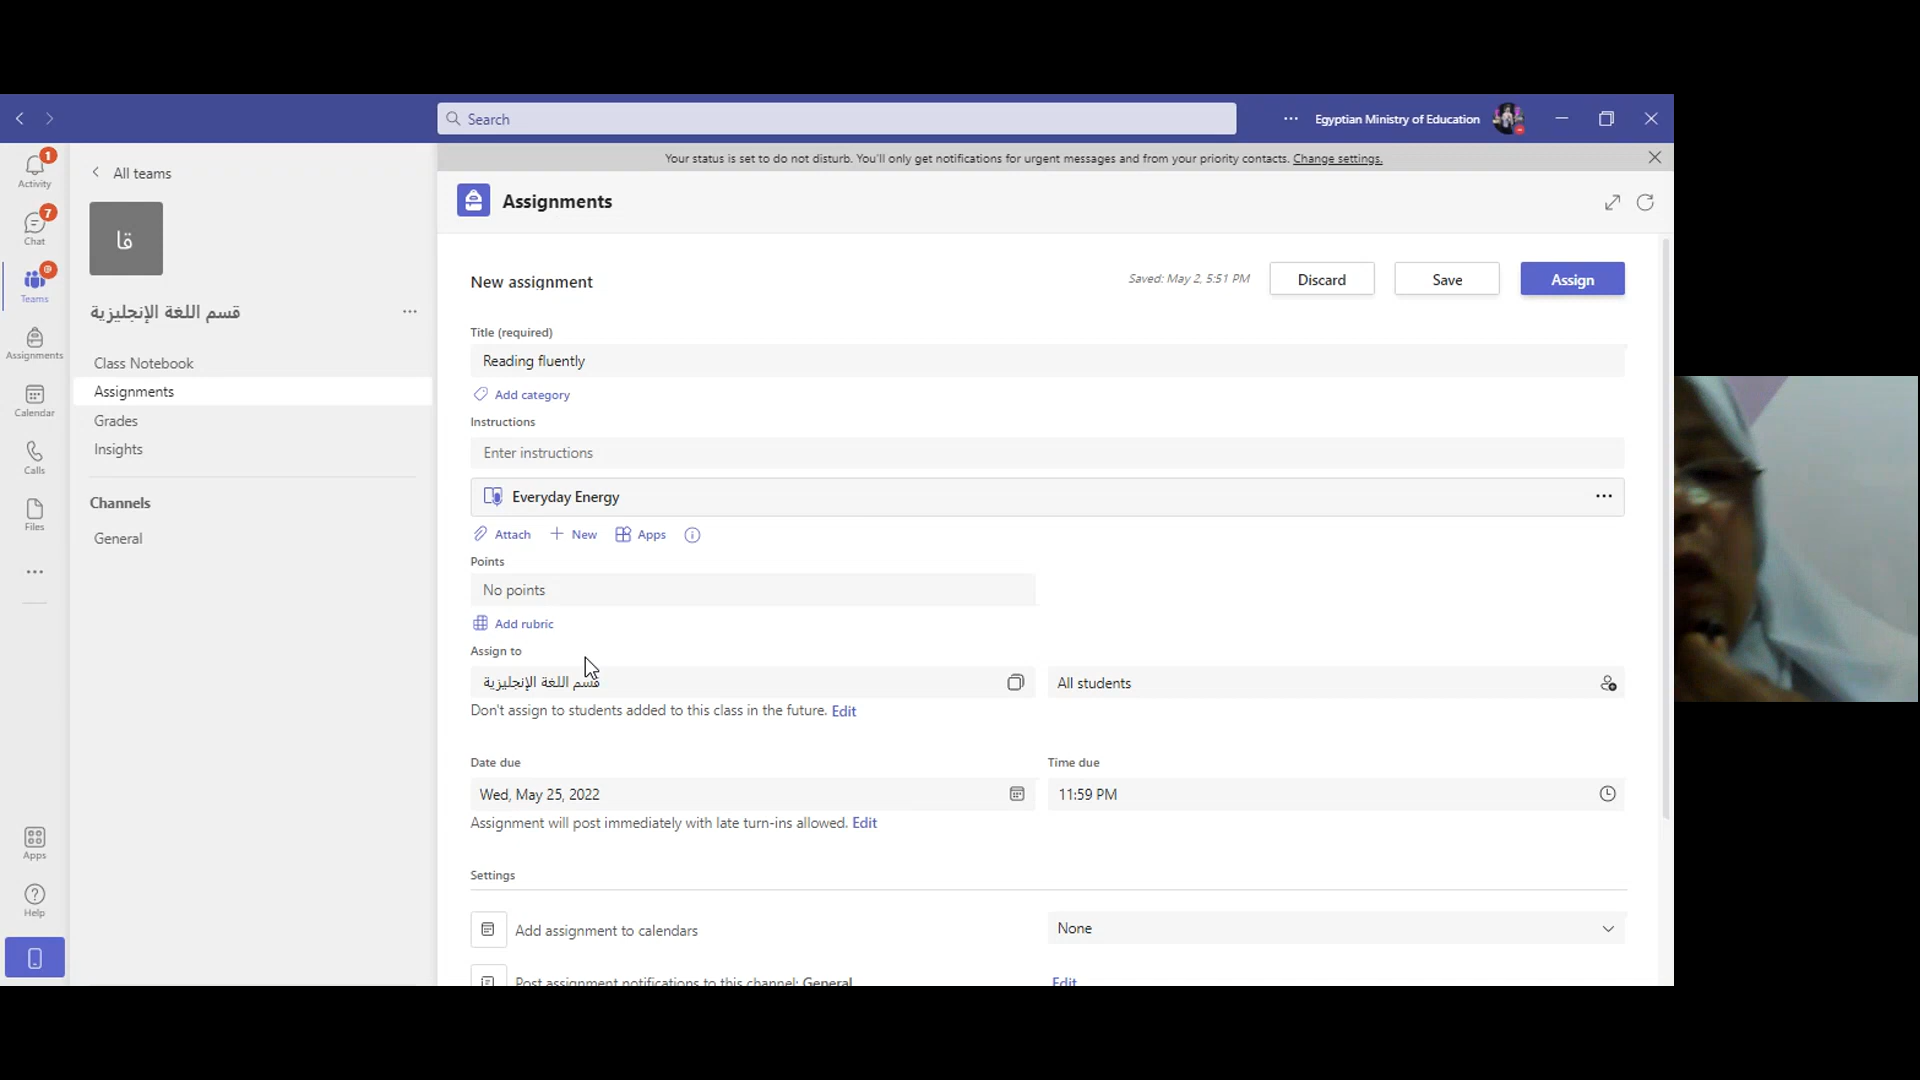 Search
Egyptian Ministry of Education
Your status is set to do not disturb. You'll only get notifications for urgent messages and from your priority contacts. Change settings.
1
Activity
7
Chat
@
Teams
Assignments
Calendar
Calls
Files
Apps
Help
All teams
قا
قسم اللغة الإنجليزية
Class Notebook
Assignments
Grades
Insights
Channels
General
Assignments
New assignment
Saved: May 2, 5:51 PM
Discard
Save
Assign
Title (required)
Reading fluently
Add category
Instructions
Enter instructions
Everyday Energy
Attach
New
Apps
Points
No points
Add rubric
Assign to
قسم اللغة الإنجليزية
All students
Don't assign to students added to this class in the future. Edit
Date due
Time due
Wed, May 25, 2022
11:59 PM
Assignment will post immediately with late turn-ins allowed. Edit
Settings
Add assignment to calendars
None
Post assignment notifications to this channel: General
Edit